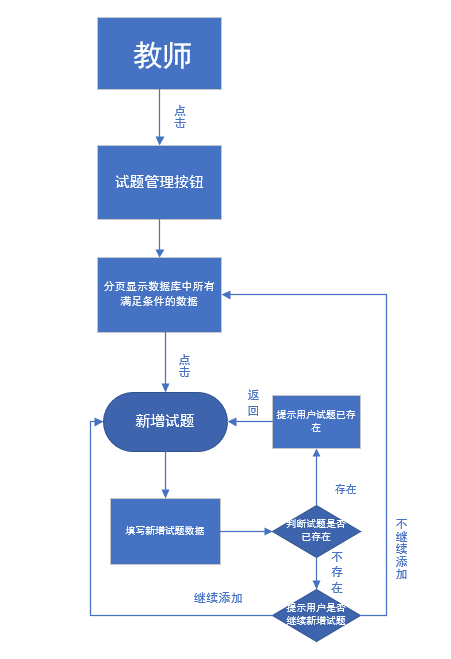 教师
点
击
试题管理按钮
分页显示数据库中所有
满足条件的数据
点
击
新增试题
返
回
提示用户试题已存
在
存在
填写新增试题数据
判断试题是否
已存在
不
存
在
不
继
续
添
加
继续添加
提示用户是否
继续新增试题